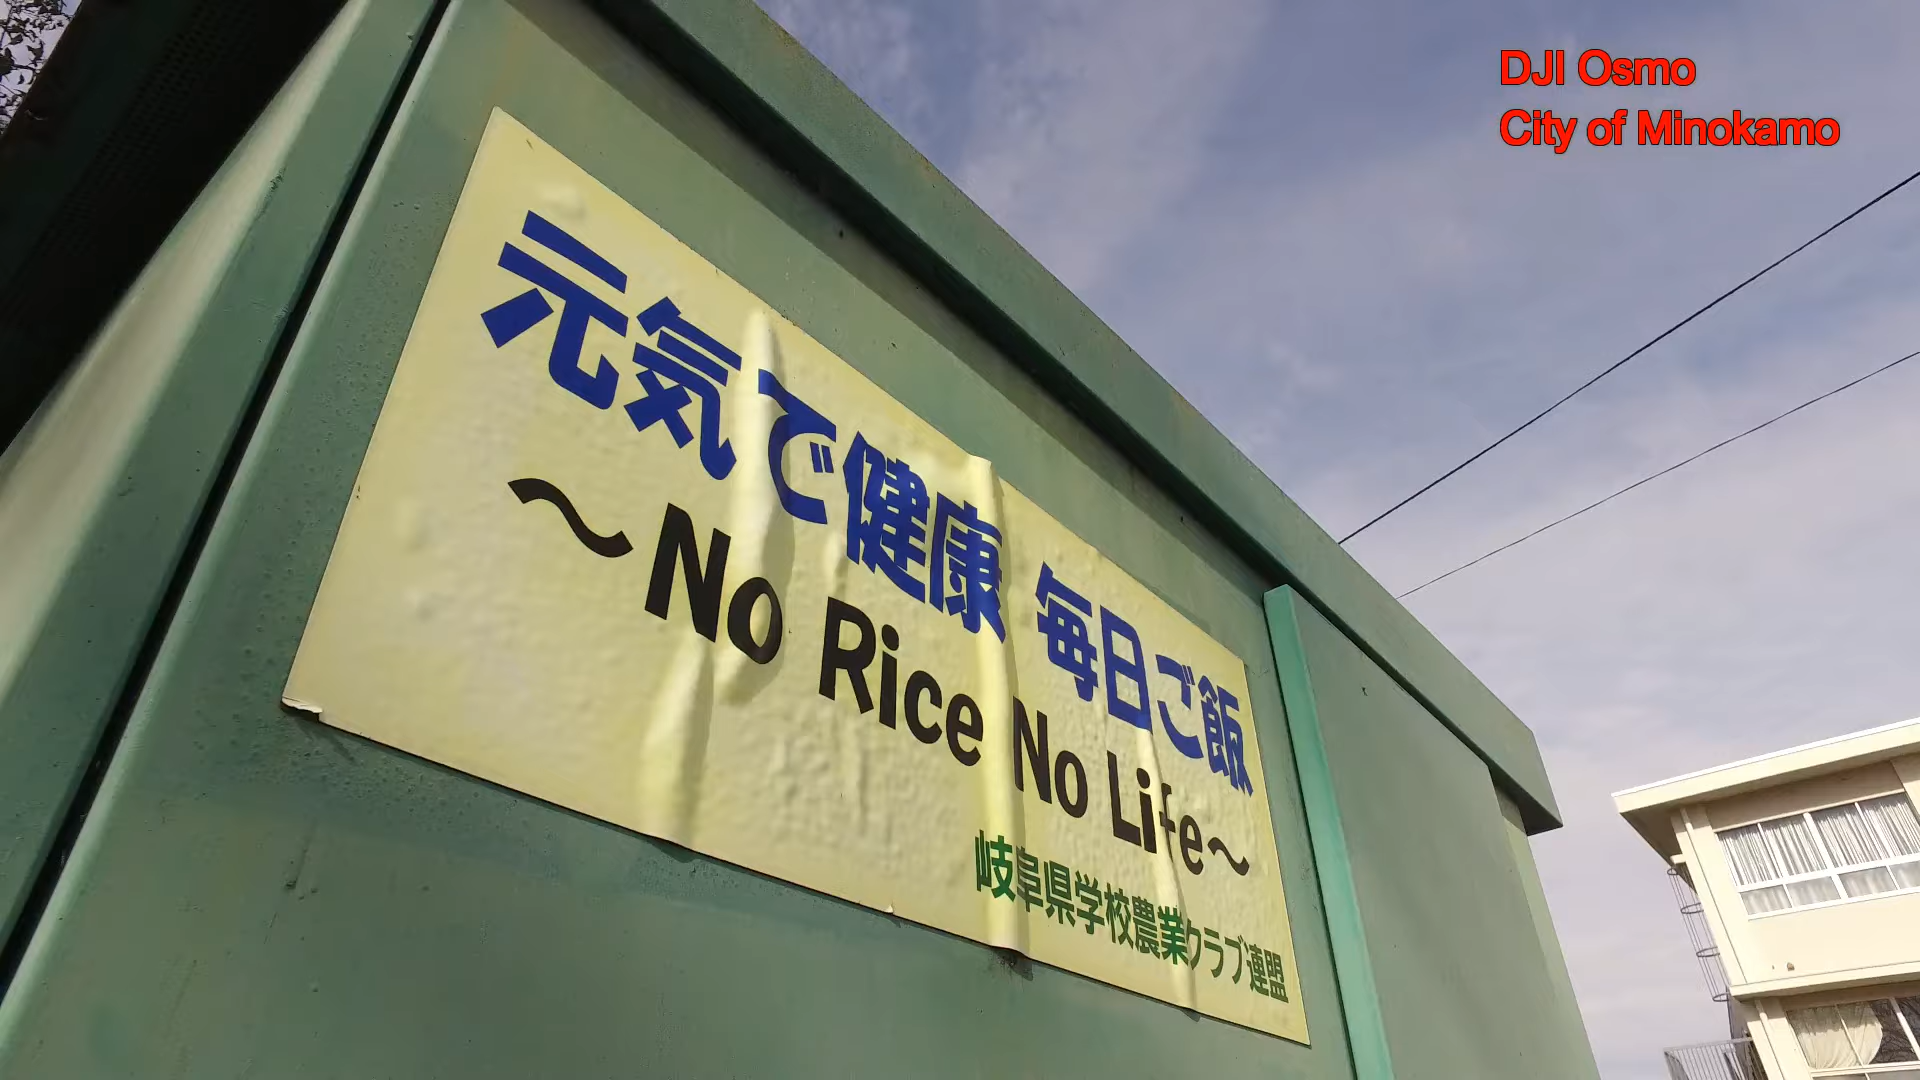 DJI Osmo
City of Minokamo
元気で健康 毎日ご飯
～No Rice No Life～
岐阜県学校農業クラブ連盟